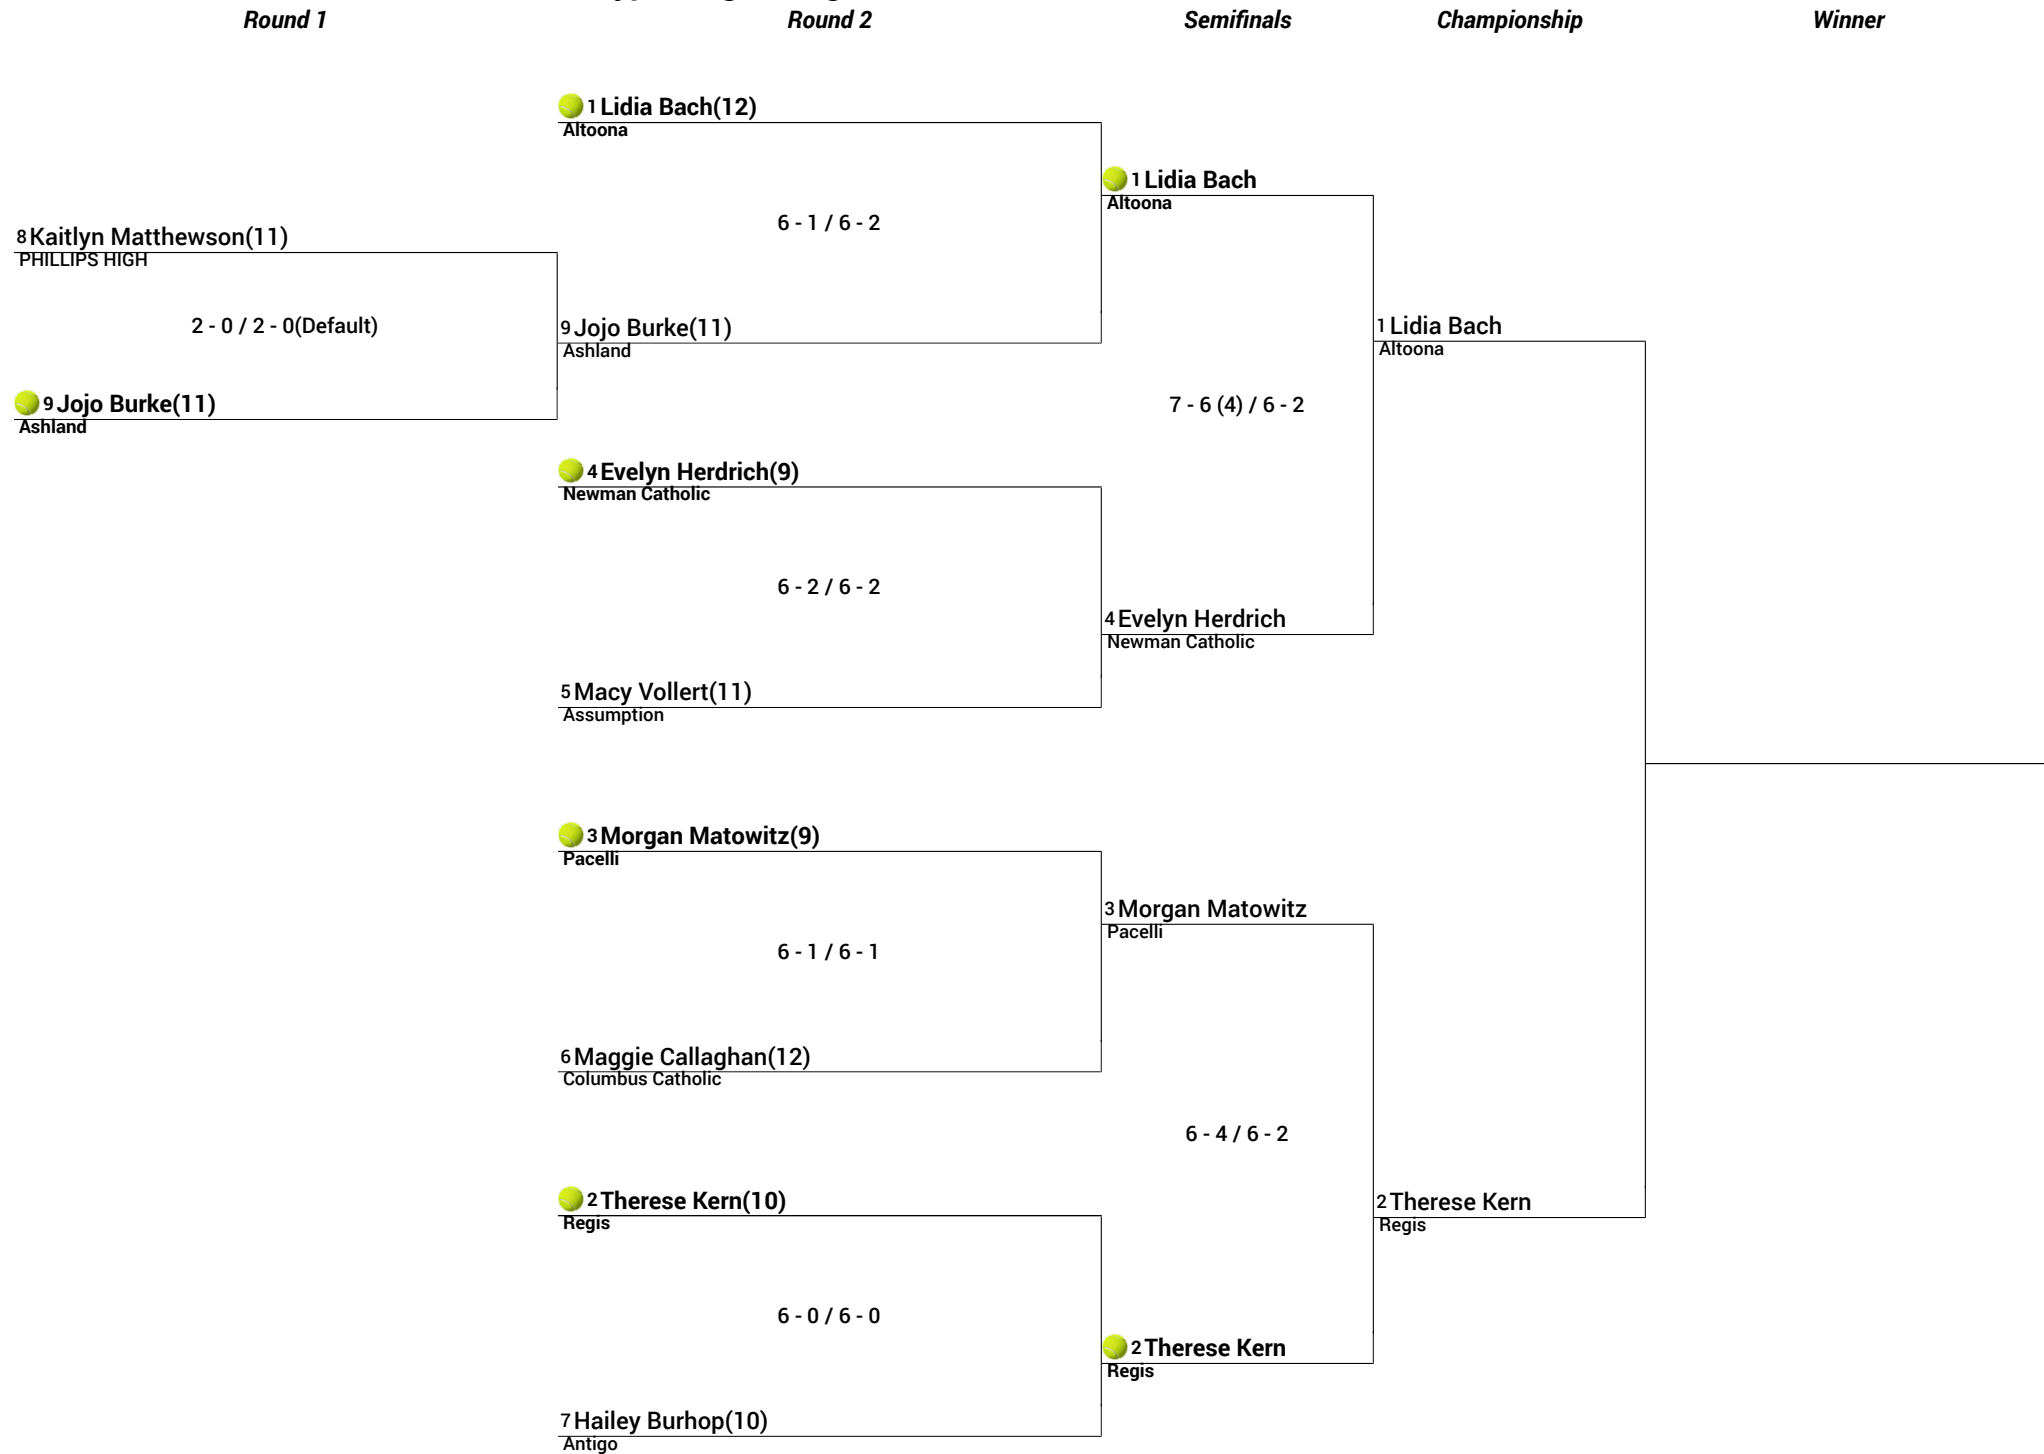 Round 1
Round 2
Semifinals
Championship
Winner
1 Lidia Bach(12)
Altoona
1 Lidia Bach
Altoona
6 - 1 / 6 - 2
8 Kaitlyn Matthewson(11)
PHILLIPS HIGH
2 - 0 / 2 - 0(Default)
9 Jojo Burke(11)
Ashland
1 Lidia Bach
Altoona
9 Jojo Burke(11)
Ashland
7 - 6 (4) / 6 - 2
4 Evelyn Herdrich(9)
Newman Catholic
6 - 2 / 6 - 2
4 Evelyn Herdrich
Newman Catholic
5 Macy Vollert(11)
Assumption
3 Morgan Matowitz(9)
Pacelli
3 Morgan Matowitz
Pacelli
6 - 1 / 6 - 1
6 Maggie Callaghan(12)
Columbus Catholic
6 - 4 / 6 - 2
2 Therese Kern(10)
Regis
2 Therese Kern
Regis
6 - 0 / 6 - 0
2 Therese Kern
Regis
7 Hailey Burhop(10)
Antigo